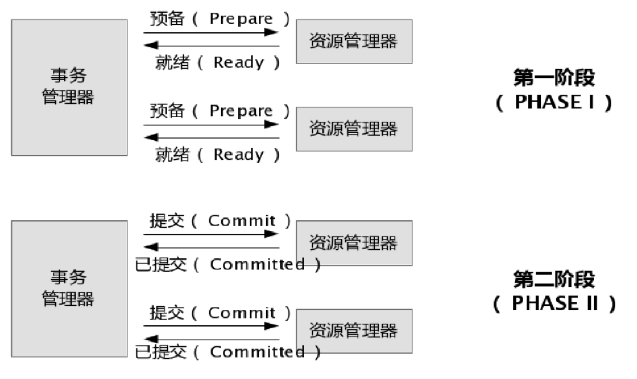 预备( Prepare )
资源管理器
就绪( Ready )
事务
管理器
预备( Prepare )
资源管理器
就绪( Ready )
第一阶段
( PHASE I )
提交( Commit )
资源管理器
已提交( Committed )
事务
管理器
提交( Commit )
资源管理器
已提交( Committed )
第二阶段
( PHASE II )